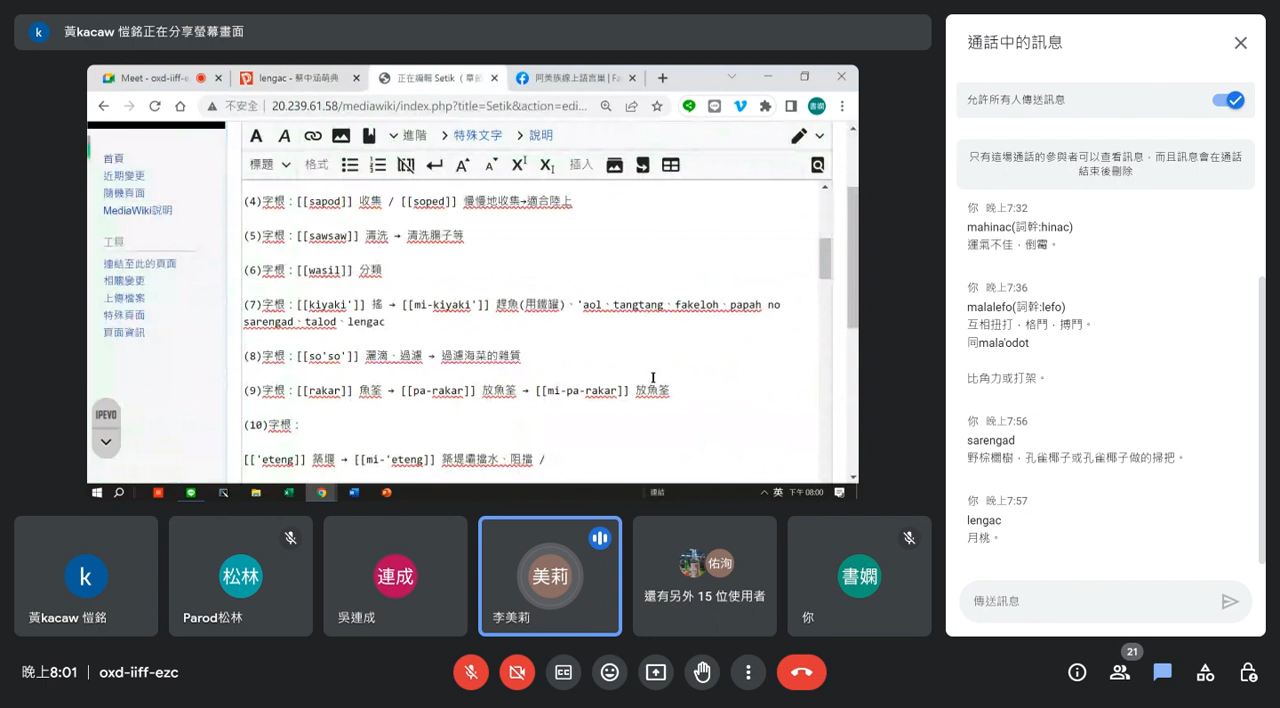 黃kacaw 愷銘正在分享螢幕畫面
Meet - oxd-iiff-e
lengac - 蔡中涵萌典
正在編輯 Setik（ 章節
阿美族線上語言巢 | Fa
不安全
20.239.61.58/mediawiki/index.php?title=Setik&action=edi...
書嫻
進階
特殊文字
說明
標題
格式
插入
首頁
近期變更
隨機頁面
MediaWiki說明
工具
連結至此的頁面
相關變更
上傳檔案
特殊頁面
頁面資訊
IPEVO
(4)字根：[[sapod]] 收集 / [[soped]] 慢慢地收集→適合陸上
(5)字根：[[sawsaw]] 清洗 → 清洗腸子等
(6)字根：[[wasil]] 分類
(7)字根：[[kiyaki']] 搖 → [[mi-kiyaki']] 趕魚(用鐵罐)、'aol、tangtang、fakeloh、papah no
sarengad、talod、lengac
(8)字根：[[so'so']] 灑滴、過濾 → 過濾海菜的雜質
(9)字根：[[rakar]] 魚筌 → [[pa-rakar]] 放魚筌 → [[mi-pa-rakar]] 放魚筌
(10)字根：
[['eteng]] 築堰 → [[mi-'eteng]] 築堤壩擋水、阻擋 /
連結
英
下午 08:00
k
黃kacaw 愷銘
松林
Parod松林
連成
吳連成
美莉
李美莉
佑洵
還有另外 15 位使用者
書嫻
你
晚上8:01
oxd-iiff-ezc
21
通話中的訊息
允許所有人傳送訊息
只有這場通話的參與者可以查看訊息，而且訊息會在通話
結束後刪除
你 晚上7:32
mahinac(詞幹:hinac)
運氣不佳，倒霉。
你 晚上7:36
malalefo(詞幹:lefo)
互相扭打，格鬥，搏鬥。
同mala'odot
比角力或打架。
你 晚上7:56
sarengad
野棕櫚樹，孔雀椰子或孔雀椰子做的掃把。
你 晚上7:57
lengac
月桃。
傳送訊息